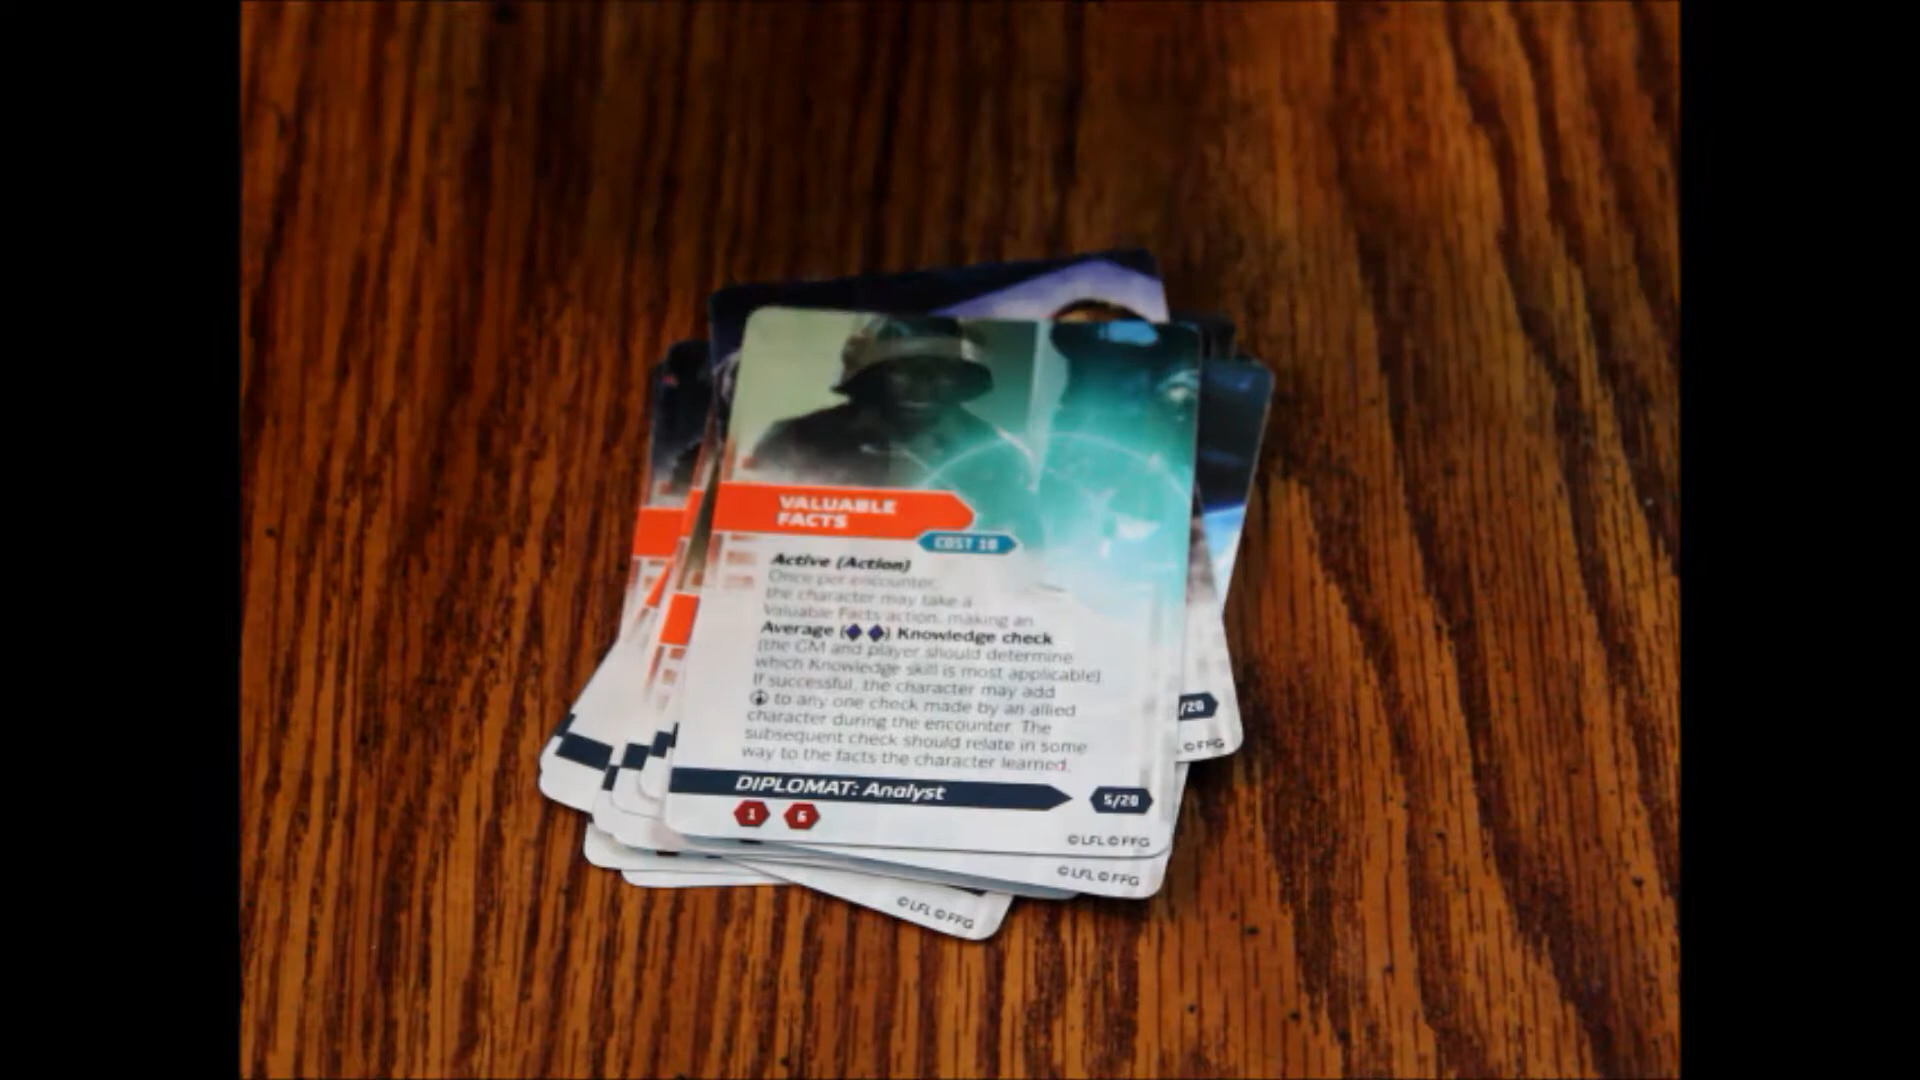 VALUABLE
FACTS
COST 10
Active (Action)
Once per encounter,
the character may take a
Valuable Facts action, making an
Average ( ) Knowledge check
(the GM and player should determine
which Knowledge skill is most applicable)
If successful, the character may add
to any one check made by an allied
character during the encounter. The
subsequent check should relate in some
way to the facts the character learned.
DIPLOMAT: Analyst
5/20
1 6
©LFL ©FFG
/20
©FFG
©LFL ©FFG
©LFL ©FFG